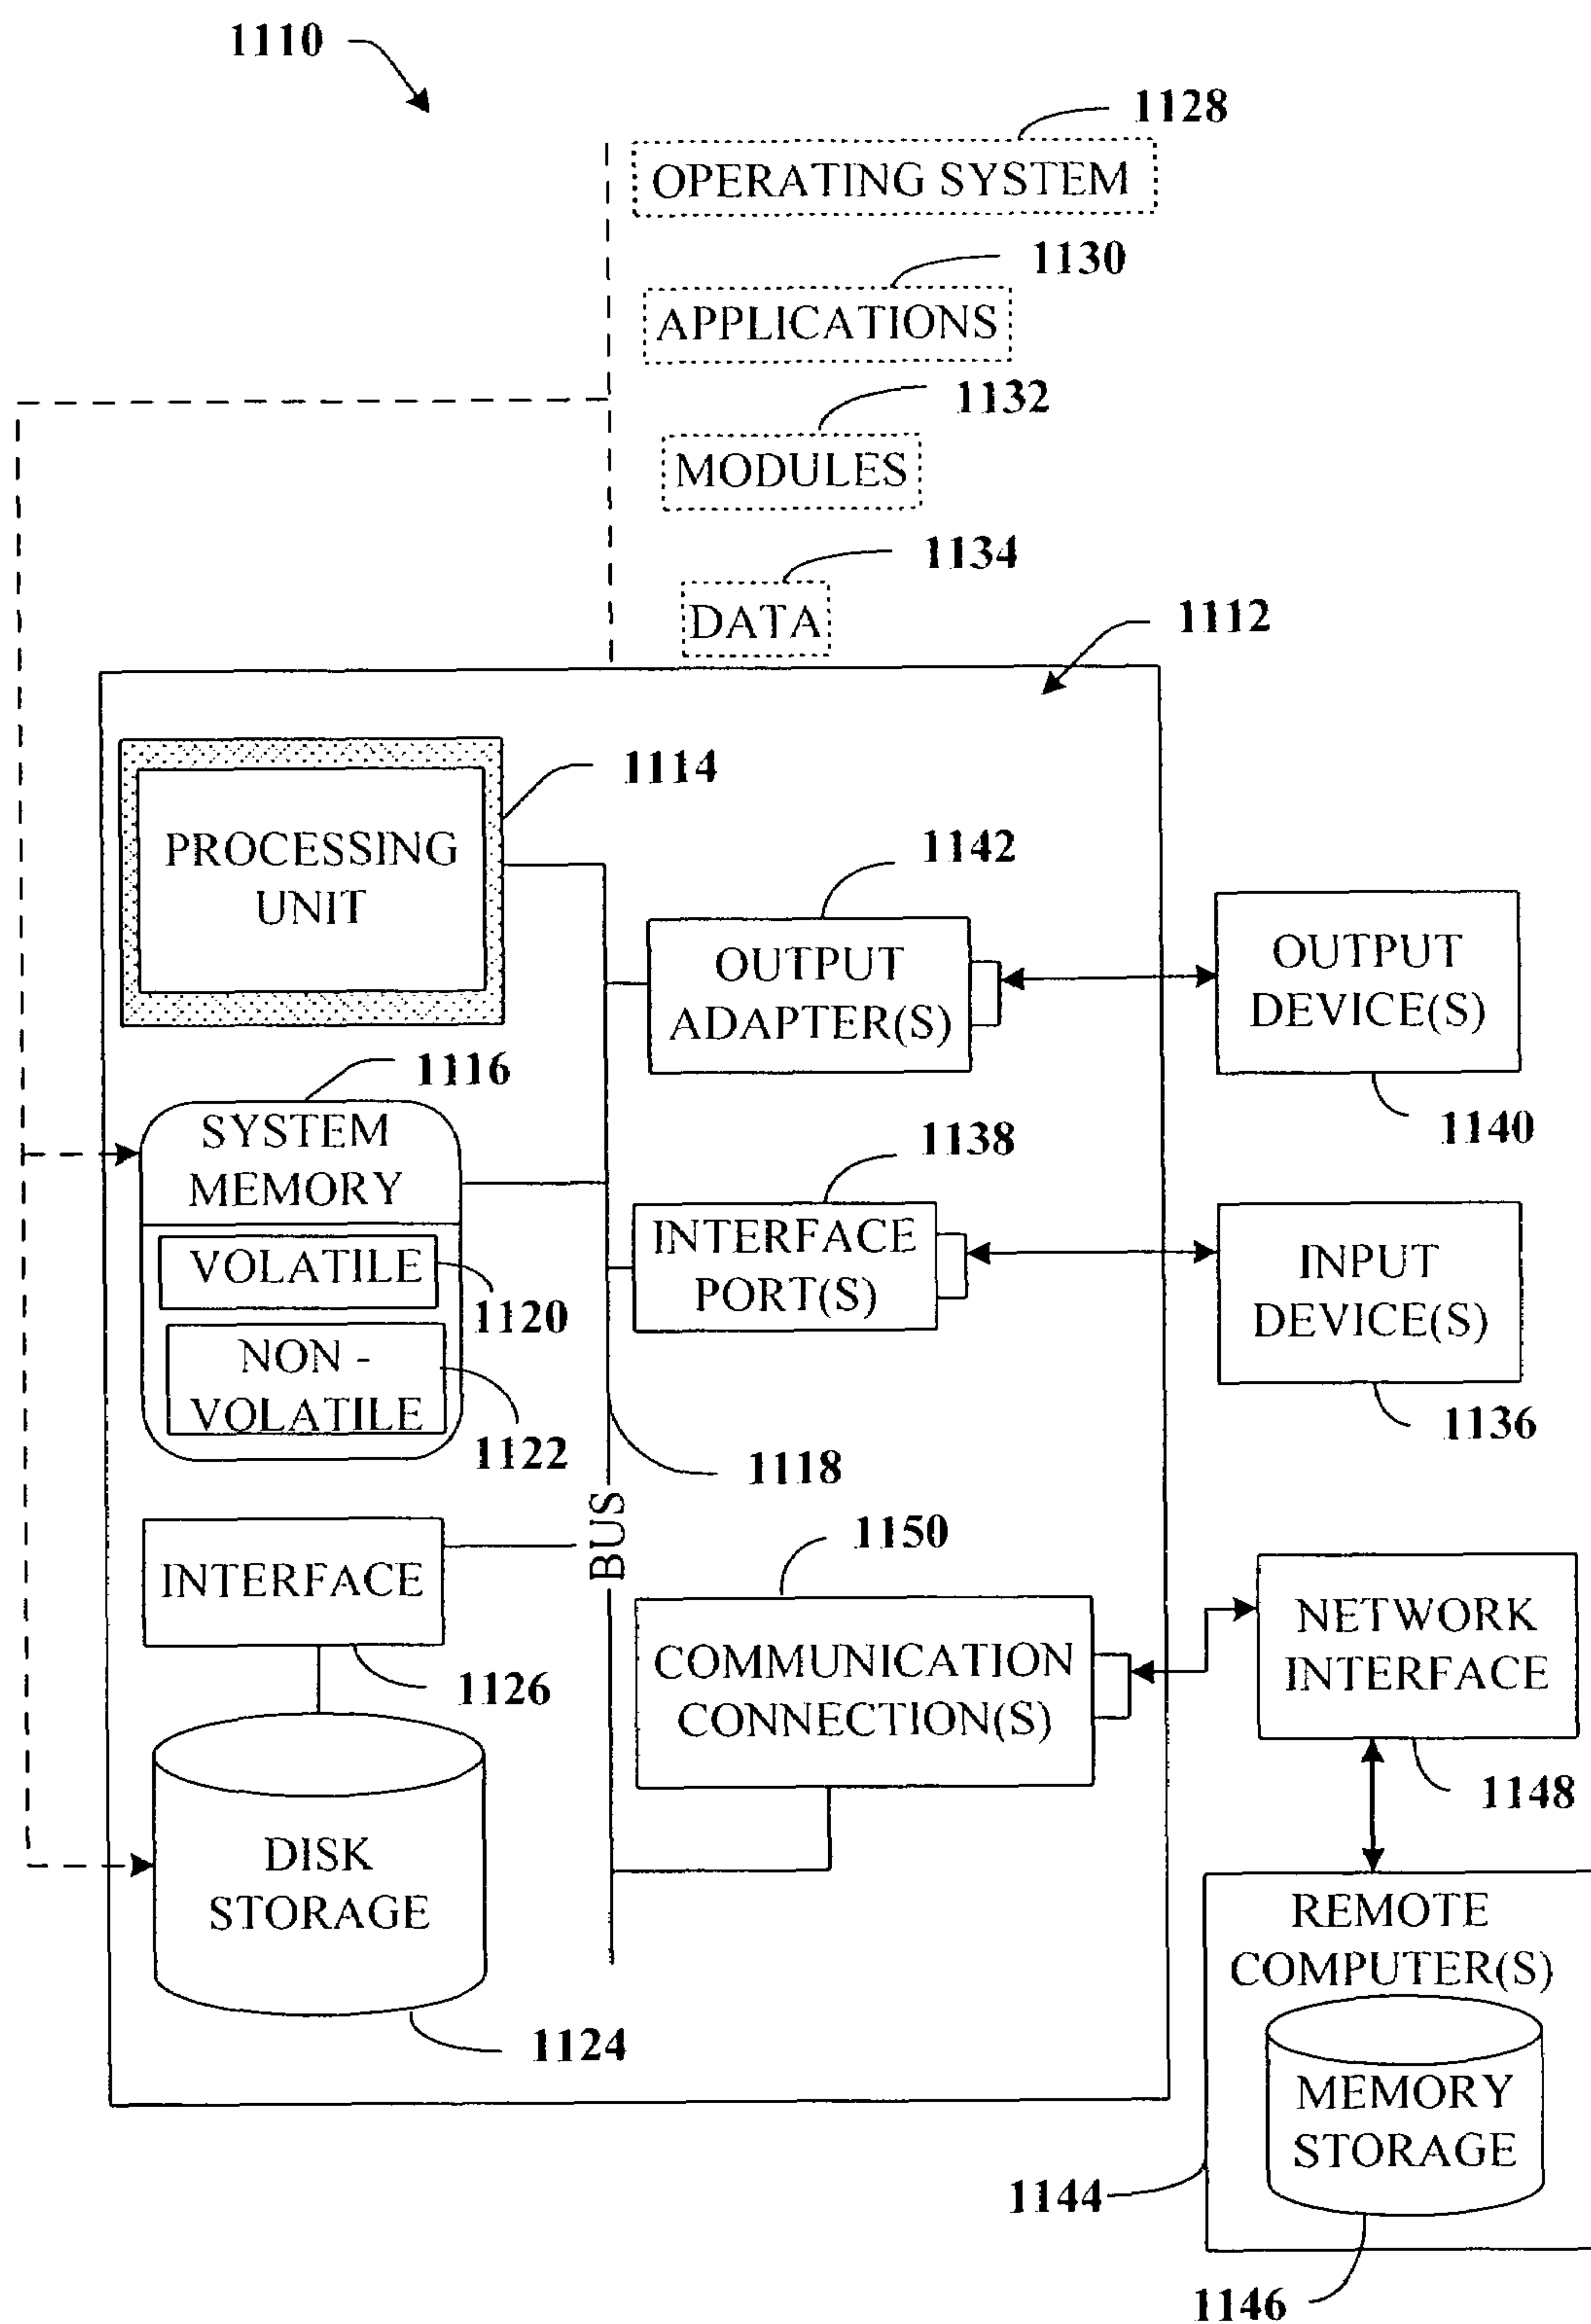 1110
1128
OPERATING SYSTEM
1130
APPLICATIONS
1132
MODULES
1134
DATA
1112
1114
PROCESSING
UNIT
1142
OUTPUT
ADAPTER(S)
OUTPUT
DEVICE(S)
1140
1116
SYSTEM
MEMORY
VOLATILE
1120
NON -
VOLATILE
1122
1138
INTERFACE
PORT(S)
INPUT
DEVICE(S)
1136
1118
BUS
INTERFACE
1126
1150
COMMUNICATION
CONNECTION(S)
NETWORK
INTERFACE
1148
DISK
STORAGE
1124
REMOTE
COMPUTER(S)
MEMORY
STORAGE
1144
1146